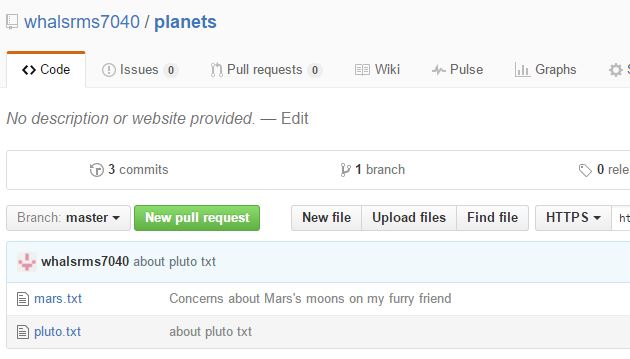 whalsrms7040 / planets
Code Issues 0 Pull requests 0 Wiki Pulse Graphs
No description or website provided. — Edit
3 commits 1 branch 0 rele
Branch: master New pull request New file Upload files Find file HTTPS ht
whalsrms7040 about pluto txt
mars.txt Concerns about Mars's moons on my furry friend
pluto.txt about pluto txt